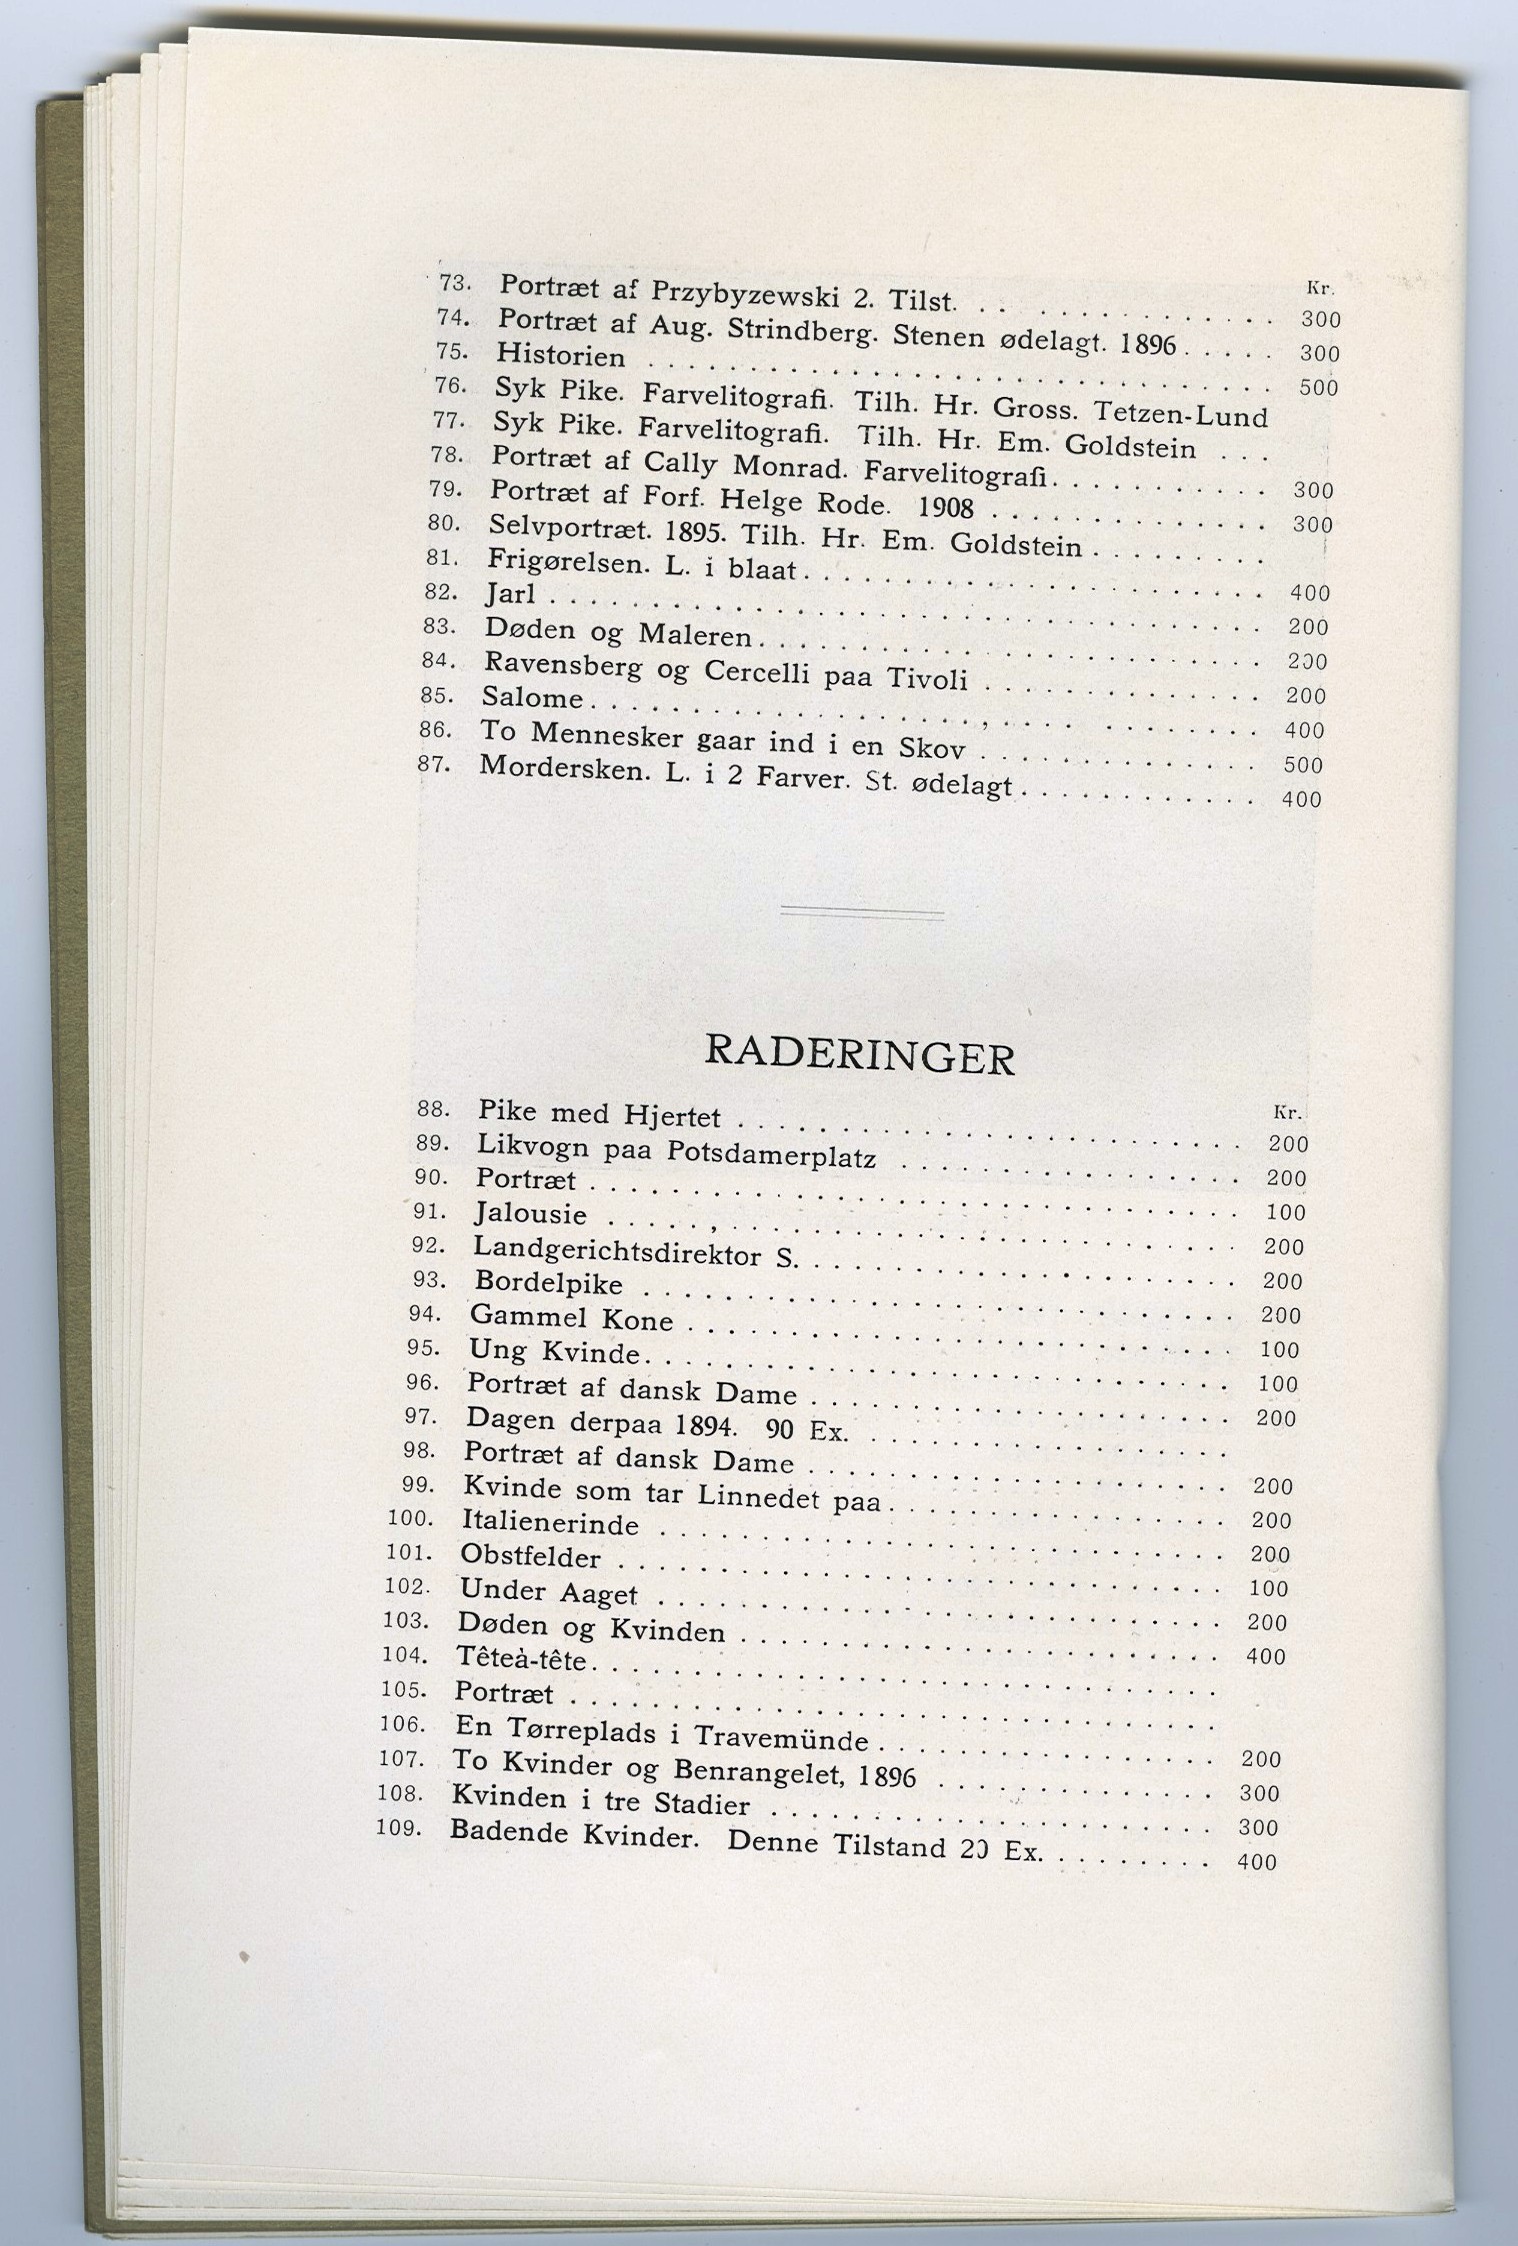 Kr.
73. Portræt af Przybyzewski 2. Tilst. . . . . . . . . . . . . . . 300
74. Portræt af Aug. Strindberg. Stenen ødelagt. 1896 . . . . . 300
75. Historien . . . . . . . . . . . . . . . . . . . . . . . . . . . . . . 500
76. Syk Pike. Farvelitografi. Tilh. Hr. Gross. Tetzen-Lund
77. Syk Pike. Farvelitografi. Tilh. Hr. Em. Goldstein . . .
78. Portræt af Cally Monrad. Farvelitografi. . . . . . . . . . . 300
79. Portræt af Forf. Helge Rode. 1908 . . . . . . . . . . . . . . 300
80. Selvportræt. 1895. Tilh. Hr. Em. Goldstein . . . . . . . . .
81. Frigørelsen. L. i blaat . . . . . . . . . . . . . . . . . . . . . . 400
82. Jarl . . . . . . . . . . . . . . . . . . . . . . . . . . . . . . . . . . 200
83. Døden og Maleren . . . . . . . . . . . . . . . . . . . . . . . . 200
84. Ravensberg og Cercelli paa Tivoli . . . . . . . . . . . . . . 200
85. Salome . . . . . . . . . . . . . . . . . . . . . . . . . . . . . . . 400
86. To Mennesker gaar ind i en Skov . . . . . . . . . . . . . . 500
87. Mordersken. L. i 2 Farver. St. ødelagt . . . . . . . . . . . . 400
RADERINGER
Kr.
88. Pike med Hjertet . . . . . . . . . . . . . . . . . . . . . . . . . 200
89. Likvogn paa Potsdamerplatz . . . . . . . . . . . . . . . . . 200
90. Portræt . . . . . . . . . . . . . . . . . . . . . . . . . . . . . . . 100
91. Jalousie . . . . . . . . . . . . . . . . . . . . . . . . . . . . . . . 200
92. Landgerichtsdirektor S. . . . . . . . . . . . . . . . . . . . . . 200
93. Bordelpike . . . . . . . . . . . . . . . . . . . . . . . . . . . . . 200
94. Gammel Kone . . . . . . . . . . . . . . . . . . . . . . . . . . . 100
95. Ung Kvinde . . . . . . . . . . . . . . . . . . . . . . . . . . . . . 100
96. Portræt af dansk Dame . . . . . . . . . . . . . . . . . . . . . 200
97. Dagen derpaa 1894. 90 Ex. . . . . . . . . . . . . . . . . . .
98. Portræt af dansk Dame . . . . . . . . . . . . . . . . . . . . . 200
99. Kvinde som tar Linnedet paa . . . . . . . . . . . . . . . . . 200
100. Italienerinde . . . . . . . . . . . . . . . . . . . . . . . . . . . . 200
101. Obstfelder . . . . . . . . . . . . . . . . . . . . . . . . . . . . . 100
102. Under Aaget . . . . . . . . . . . . . . . . . . . . . . . . . . . . 200
103. Døden og Kvinden . . . . . . . . . . . . . . . . . . . . . . . . 400
104. Têteà-tête . . . . . . . . . . . . . . . . . . . . . . . . . . . . . .
105. Portræt . . . . . . . . . . . . . . . . . . . . . . . . . . . . . . .
106. En Tørreplads i Travemünde . . . . . . . . . . . . . . . . . 200
107. To Kvinder og Benrangelet, 1896 . . . . . . . . . . . . . . 300
108. Kvinden i tre Stadier . . . . . . . . . . . . . . . . . . . . . . 300
109. Badende Kvinder. Denne Tilstand 20 Ex. . . . . . . . . . 400